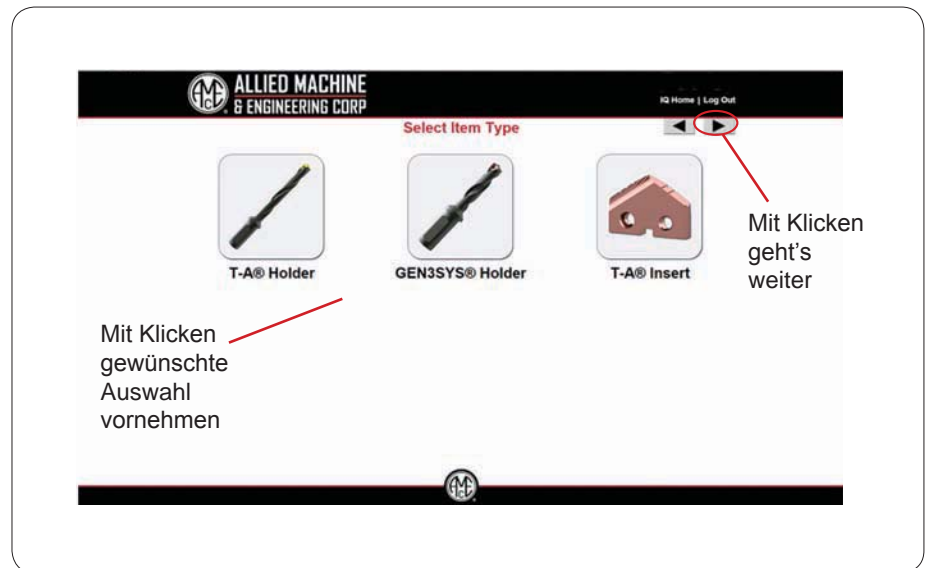 ALLIED MACHINE
& ENGINEERING CORP
IQ Home | Log Out
Select Item Type
T-A® Holder
GEN3SYS® Holder
T-A® Insert
Mit Klicken
geht's
weiter
Mit Klicken
gewünschte
Auswahl
vornehmen